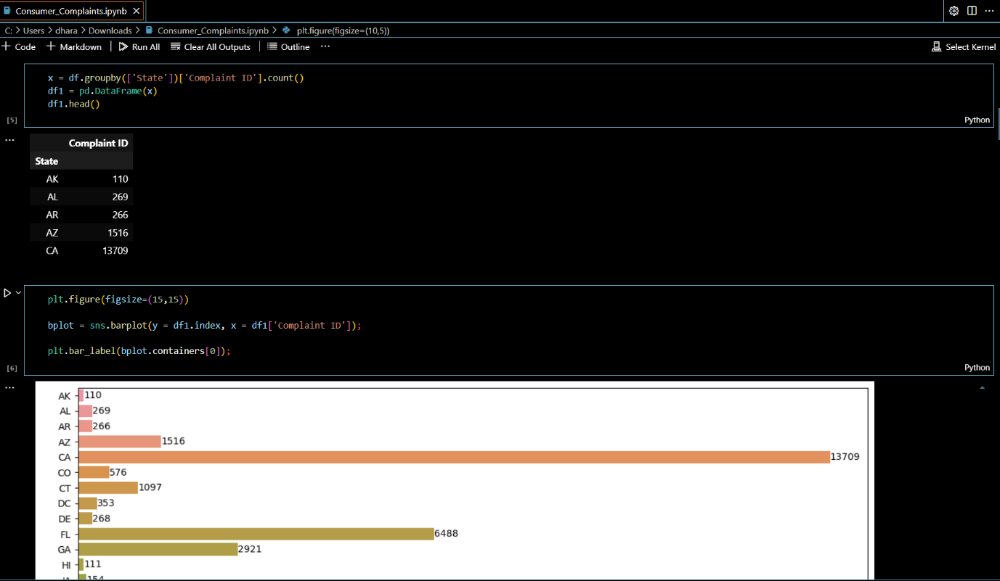 Consumer_Complaints.ipynb
C: > Users > dhara > Downloads > Consumer_Complaints.ipynb > plt.figure(figsize=(10,5))
+ Code + Markdown | Run All Clear All Outputs | Outline ··· Select Kernel
x = df.groupby(['State'])['Complaint ID'].count()
df1 = pd.DataFrame(x)
df1.head()
[5] Python
Complaint ID
State
AK 110
AL 269
AR 266
AZ 1516
CA 13709
plt.figure(figsize=(15,15))
bplot = sns.barplot(y = df1.index, x = df1['Complaint ID']);
plt.bar_label(bplot.containers[0]);
[6] Python
AK 110
AL 269
AR 266
AZ 1516
CA 13709
CO 576
CT 1097
DC 353
DE 268
FL 6488
GA 2921
HI 111
IA 154